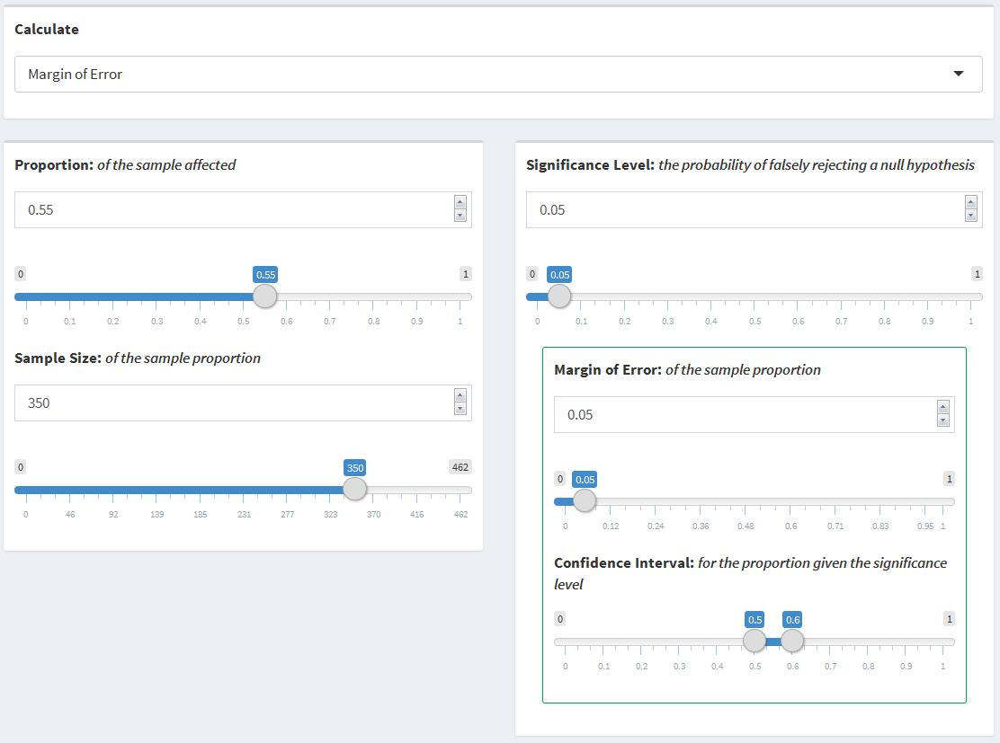 Calculate
Margin of Error
Proportion: of the sample affected
0.55
0 0.55 1
0 0.1 0.2 0.3 0.4 0.5 0.6 0.7 0.8 0.9 1
Sample Size: of the sample proportion
350
0 350 462
0 46 92 139 185 231 277 323 370 416 462
Significance Level: the probability of falsely rejecting a null hypothesis
0.05
0 0.05 1
0 0.1 0.2 0.3 0.4 0.5 0.6 0.7 0.8 0.9 1
Margin of Error: of the sample proportion
0.05
0 0.05 1
0 0.12 0.24 0.36 0.48 0.6 0.71 0.83 0.95 1
Confidence Interval: for the proportion given the significance
level
0 0.5 0.6 1
0 0.1 0.2 0.3 0.4 0.5 0.6 0.7 0.8 0.9 1